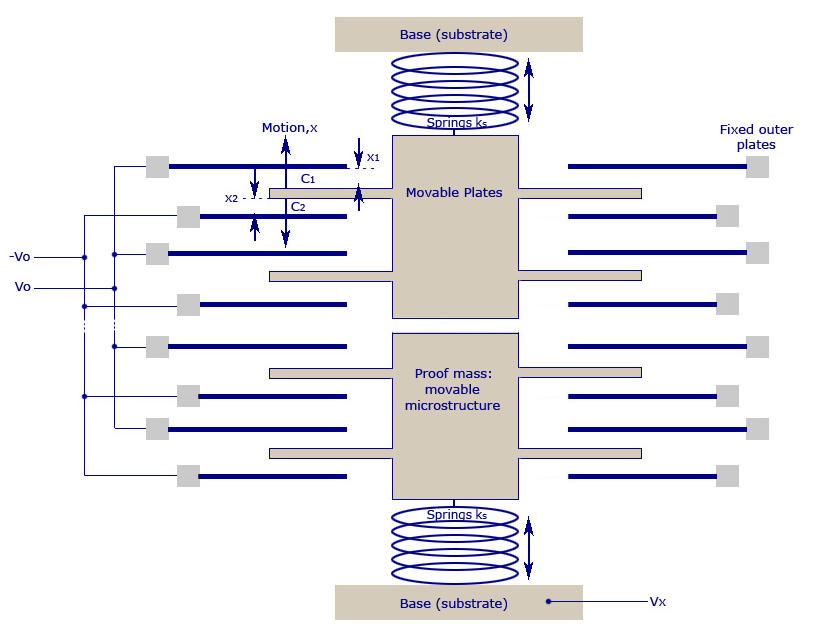 Base (substrate)
Springs ks
Motion,x
Fixed outer
plates
x1
C1
Movable Plates
x2
C2
-Vo
Vo
Proof mass:
movable
microstructure
Springs ks
Base (substrate)
Vx